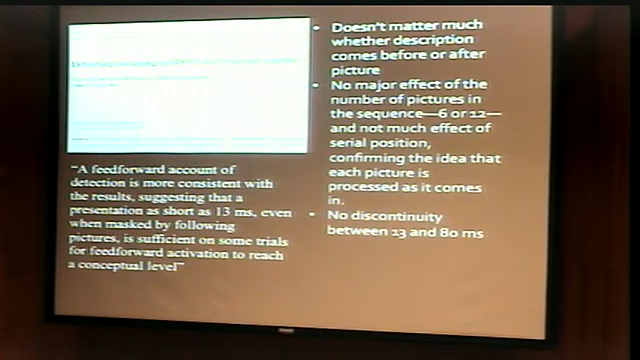 "A feedforward account of
detection is more consistent with
the results, suggesting that a
presentation as short as 13 ms, even
when masked by following
pictures, is sufficient on some trials
for feedforward activation to reach
a conceptual level"
• Doesn't matter much
whether description
comes before or after
picture
• No major effect of the
number of pictures in
the sequence—6 or 12—
and not much effect of
serial position,
confirming the idea that
each picture is
processed as it comes
in.
• No discontinuity
between 13 and 80 ms